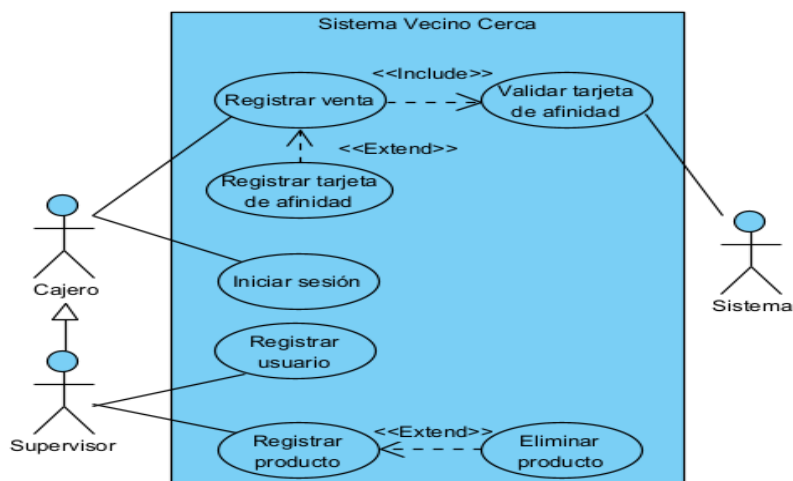 Sistema Vecino Cerca
<<Include>>
Registrar venta
Validar tarjeta
de afinidad
<<Extend>>
Registrar tarjeta
de afinidad
Cajero
Iniciar sesión
Sistema
Registrar
usuario
Supervisor
Registrar
producto
<<Extend>>
Eliminar
producto